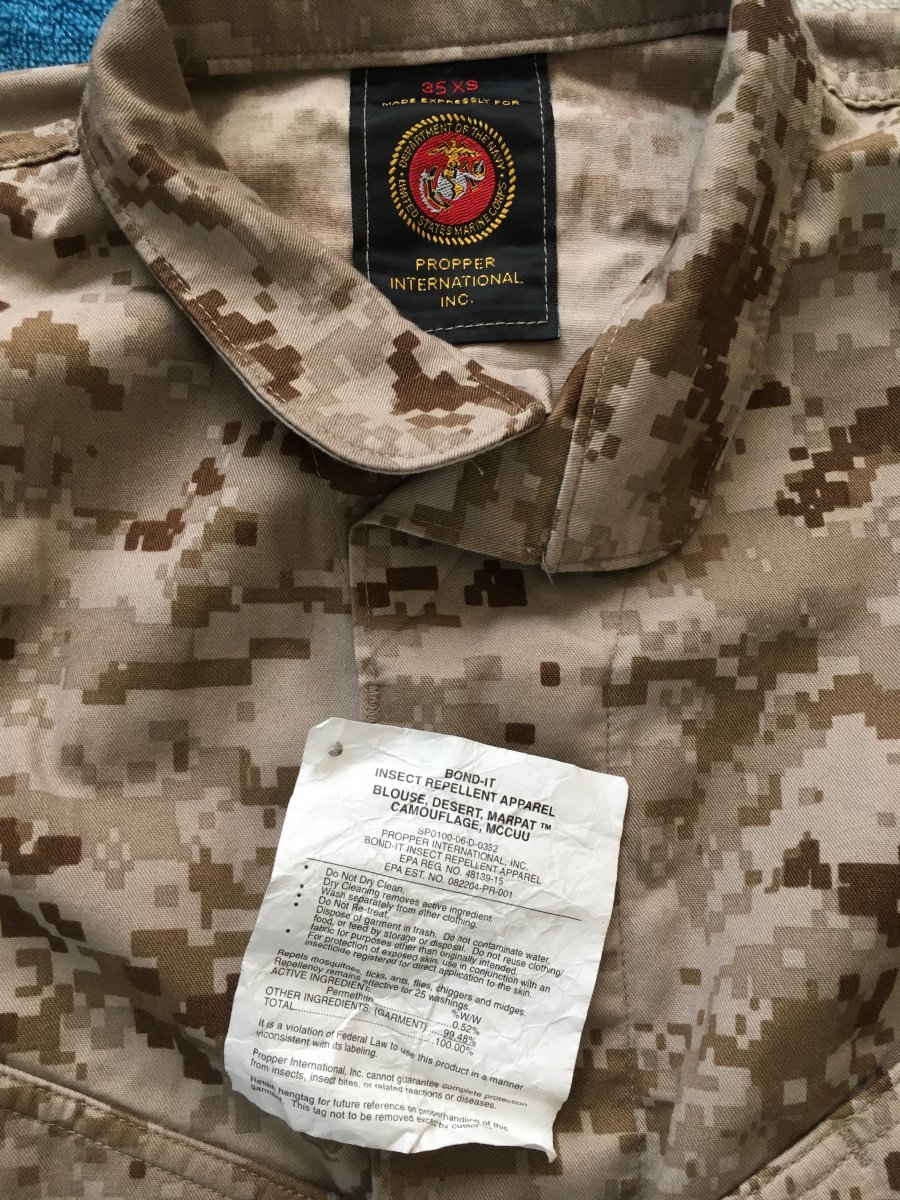 35 XS
MADE EXPRESSLY FOR
DEPARTMENT OF THE NAVY
UNITED STATES MARINE CORPS
PROPPER
INTERNATIONAL
INC.
BOND-IT
INSECT REPELLENT APPAREL
BLOUSE, DESERT, MARPAT ™
CAMOUFLAGE, MCCUU
SP0100-06-D-0382
PROPPER INTERNATIONAL, INC.
BOND-IT INSECT REPELLENT APPAREL
EPA REG. NO. 48139-15
EPA EST. NO. 082204-PR-001
• Do Not Dry Clean.
Dry Cleaning removes active ingredient.
• Wash separately from other clothing.
• Do Not Re-treat.
• Dispose of garment in trash. Do not contaminate water,
food, or feed by storage or disposal. Do not reuse clothing/
fabric for purposes other than originally intended.
• For protection of exposed skin, use in conjunction with an
insecticide registered for direct application to the skin.
Repels mosquitoes, ticks, ants, flies, chiggers and midges.
Repellency remains effective for 25 washings.
ACTIVE INGREDIENT: %W/W
Permethrin..................0.52%
OTHER INGREDIENTS: (GARMENT)....99.48%
TOTAL..................................100.00%
It is a violation of Federal Law to use this product in a manner
inconsistent with its labeling.
Propper International, Inc. cannot guarantee complete protection
from insects, insect bites, or related reactions or diseases.
Retain hangtag for future reference on proper handling of this
garment. This tag not to be removed except by